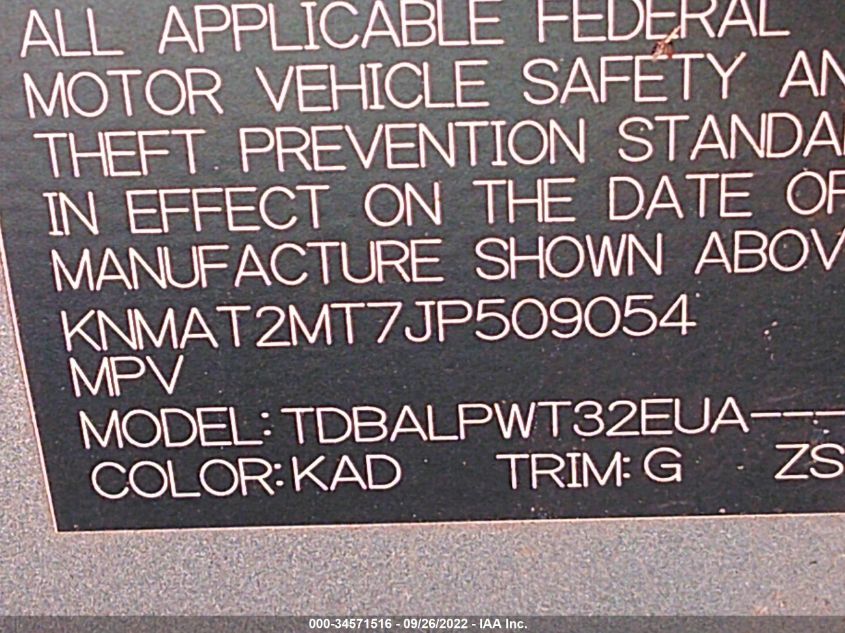 ALL APPLICABLE FEDERAL
MOTOR VEHICLE SAFETY AN
THEFT PREVENTION STANDA
IN EFFECT ON THE DATE OF
MANUFACTURE SHOWN ABOV
KNMAT2MT7JP509054
MPV
MODEL: TDBALPWT32EUA---
COLOR: KAD TRIM: G ZS
000-34571516 - 09/26/2022 - IAA Inc.